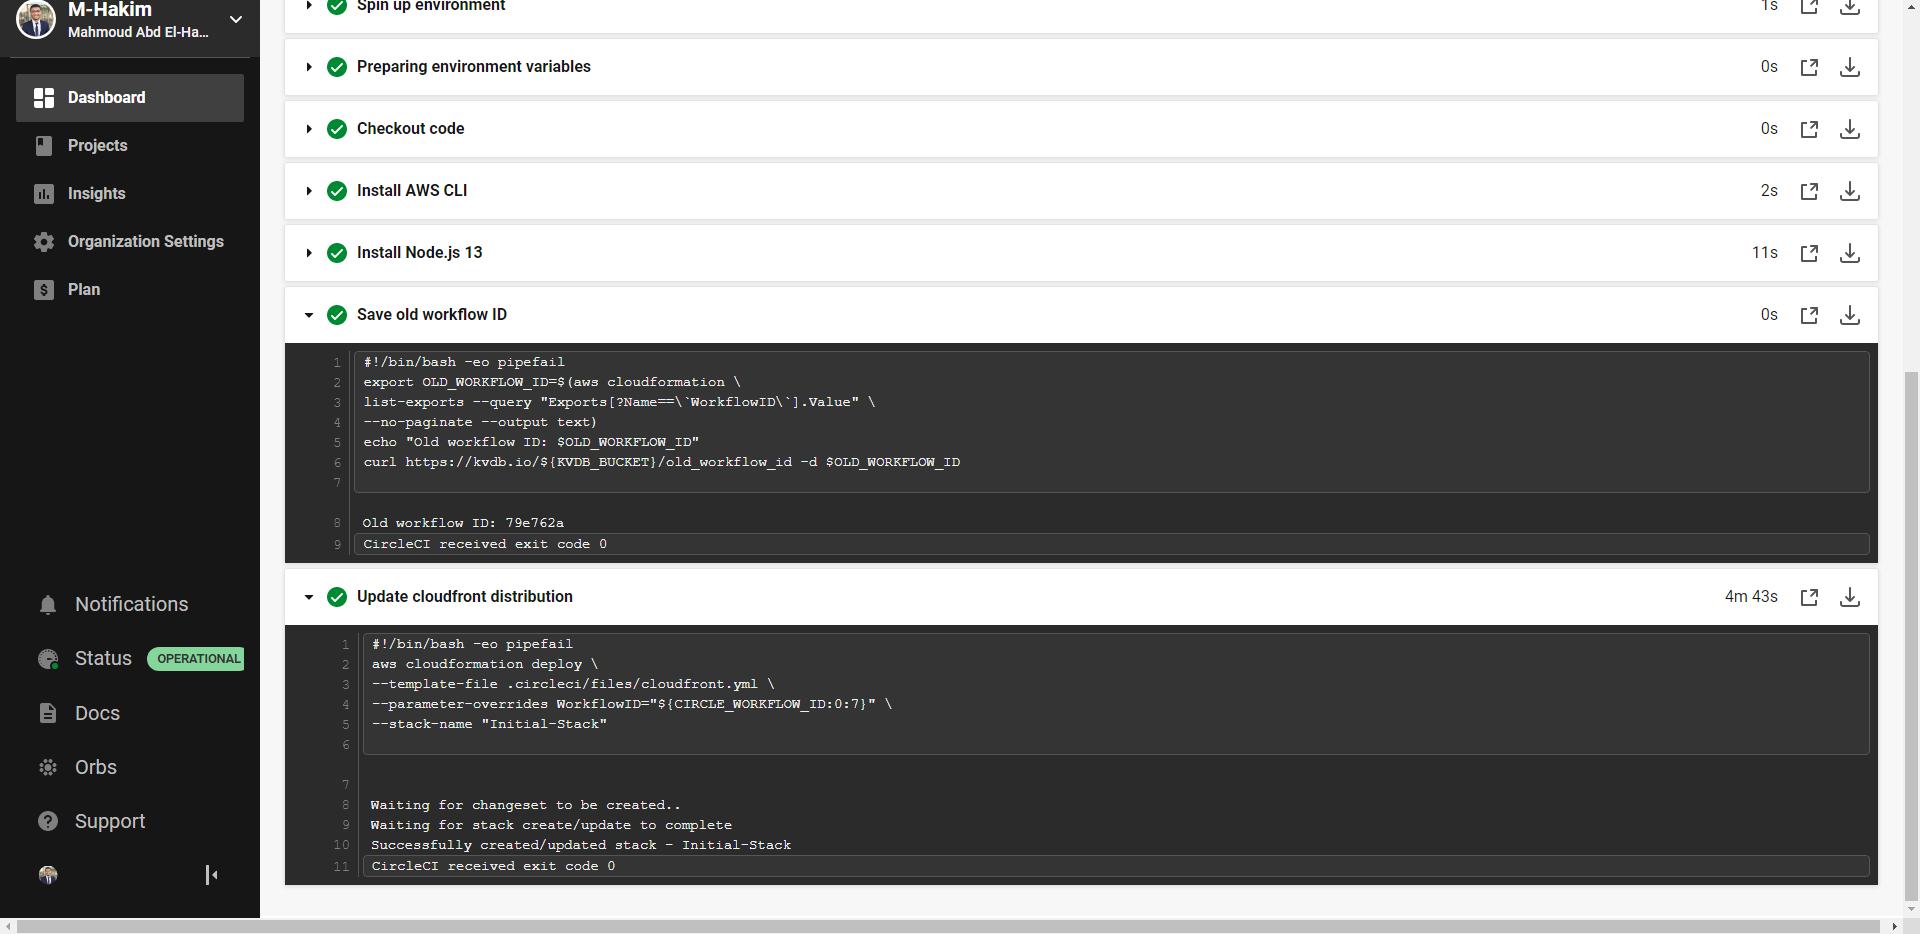 M-Hakim
Mahmoud Abd El-Ha...
Dashboard
Projects
Insights
Organization Settings
Plan
Notifications
Status OPERATIONAL
Docs
Orbs
Support
Spin up environment 1s
Preparing environment variables 0s
Checkout code 0s
Install AWS CLI 2s
Install Node.js 13 11s
Save old workflow ID 0s
1 #!/bin/bash -eo pipefail
2 export OLD_WORKFLOW_ID=$(aws cloudformation \
3 list-exports --query "Exports[?Name==\`WorkflowID\`].Value" \
4 --no-paginate --output text)
5 echo "Old workflow ID: $OLD_WORKFLOW_ID"
6 curl https://kvdb.io/${KVDB_BUCKET}/old_workflow_id -d $OLD_WORKFLOW_ID
7
8 Old workflow ID: 79e762a
9 CircleCI received exit code 0
Update cloudfront distribution 4m 43s
1 #!/bin/bash -eo pipefail
2 aws cloudformation deploy \
3 --template-file .circleci/files/cloudfront.yml \
4 --parameter-overrides WorkflowID="${CIRCLE_WORKFLOW_ID:0:7}" \
5 --stack-name "Initial-Stack"
6
7
8 Waiting for changeset to be created..
9 Waiting for stack create/update to complete
10 Successfully created/updated stack - Initial-Stack
11 CircleCI received exit code 0